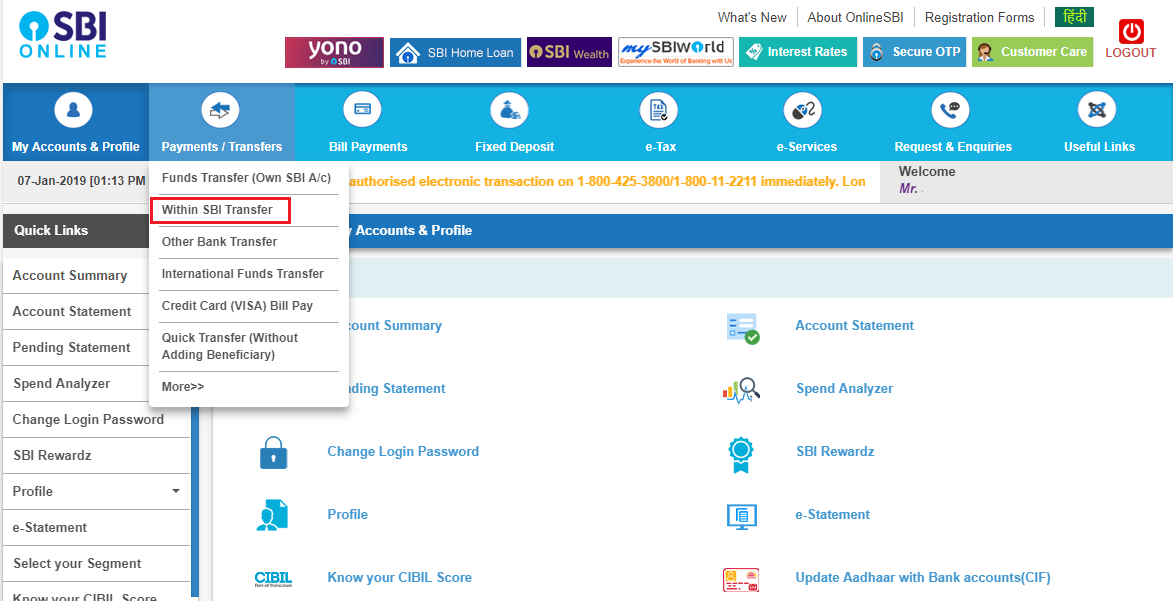 SBI
ONLINE
What's New
About OnlineSBI
Registration Forms
हिंदी
yono
by SBI
SBI Home Loan
SBI Wealth
mySBIWorld
Experience the World of Banking with Us
Interest Rates
Secure OTP
Customer Care
LOGOUT
My Accounts & Profile
Payments / Transfers
Bill Payments
Fixed Deposit
e-Tax
e-Services
Request & Enquiries
Useful Links
07-Jan-2019 [01:13 PM
authorised electronic transaction on 1-800-425-3800/1-800-11-2211 immediately. Lon
Welcome
Mr.
Funds Transfer (Own SBI A/c)
Within SBI Transfer
Other Bank Transfer
International Funds Transfer
Credit Card (VISA) Bill Pay
Quick Transfer (Without
Adding Beneficiary)
More>>
Quick Links
Account Summary
Account Statement
Pending Statement
Spend Analyzer
Change Login Password
SBI Rewardz
Profile
e-Statement
Select your Segment
Know your CIBIL Score
y Accounts & Profile
count Summary
Account Statement
ding Statement
Spend Analyzer
Change Login Password
SBI Rewardz
Profile
e-Statement
CIBIL
Know your CIBIL Score
Update Aadhaar with Bank accounts(CIF)